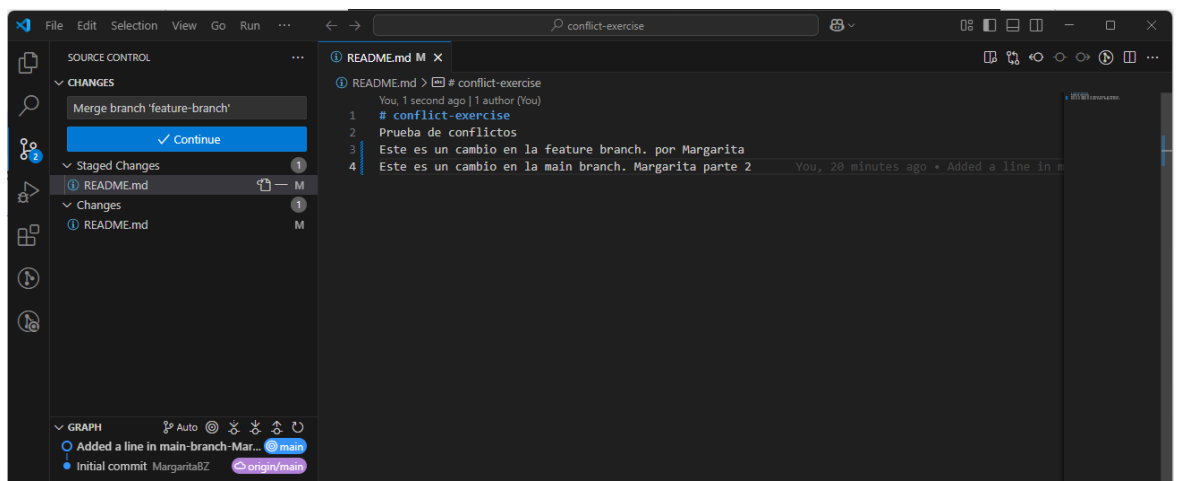 File Edit Selection View Go Run ···
conflict-exercise
SOURCE CONTROL ···
CHANGES
Merge branch 'feature-branch'
Continue
Staged Changes 1
README.md M
Changes 1
README.md M
2
GRAPH Auto
Added a line in main-branch-Mar... main
Initial commit MargaritaBZ origin/main
README.md M ···
README.md > # conflict-exercise
You, 1 second ago | 1 author (You)
1 # conflict-exercise
2 Prueba de conflictos
3 Este es un cambio en la feature branch. por Margarita
4 Este es un cambio en la main branch. Margarita parte 2 You, 20 minutes ago • Added a line in m